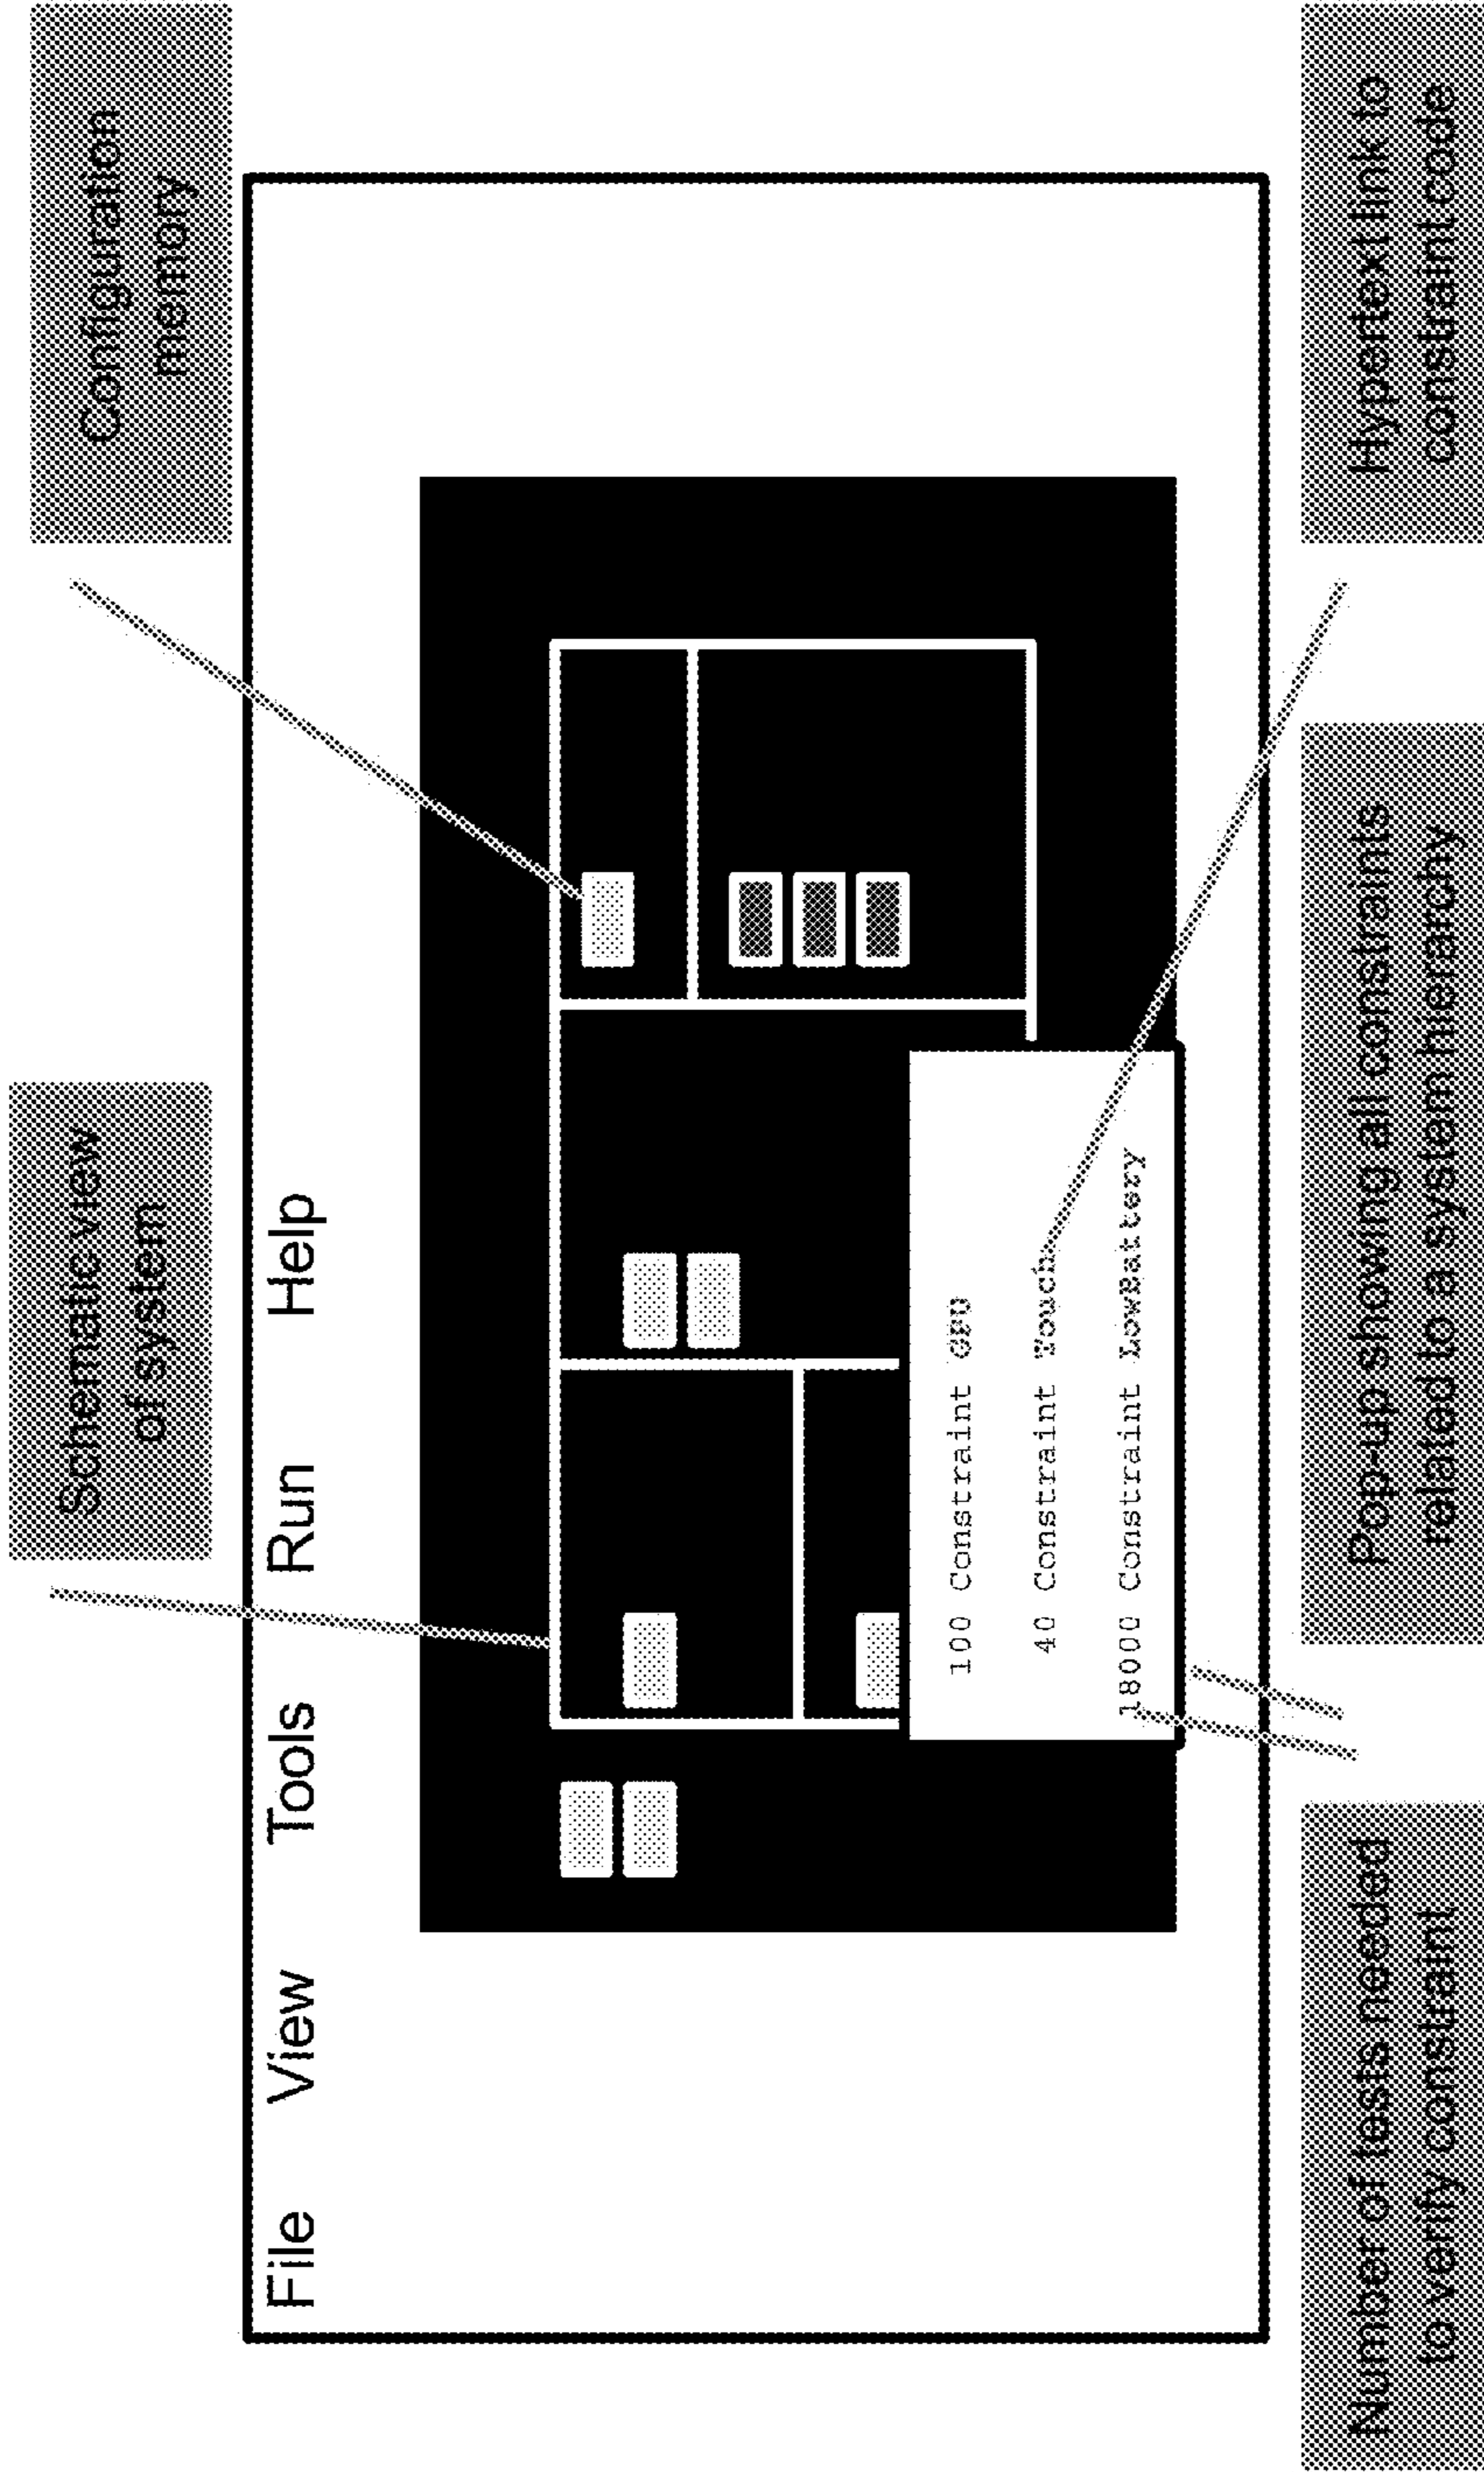 Schematic view
of system
Configuration
memory
File View Tools Run Help
100 Constraint GPU
40 Constraint Touch
18000 Constraint LowBattery
Number of tests needed
to verify constraint
Pop-up showing all constraints
related to a system hierarchy
Hypertext link to
constraint code